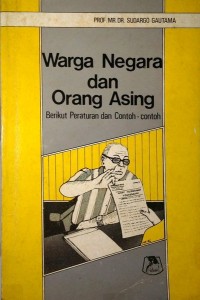 PROF. MR. DR. SUDARGO GAUTAMA
Warga Negara
dan
Orang Asing
Berikut Peraturan dan Contoh-contoh